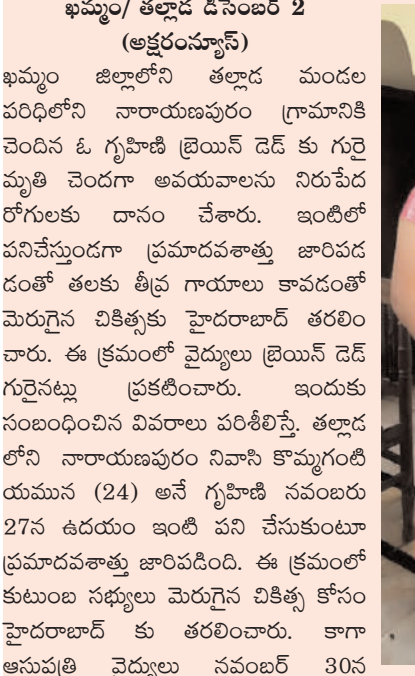 ఖమ్మం/ తల్లాడ డిసెంబర్ 2
(అక్షరంన్యూస్)
ఖమ్మం జిల్లాలోని తల్లాడ మండల
పరిధిలోని నారాయణపురం గ్రామానికి
చెందిన ఓ గృహిణి బ్రెయిన్ డెడ్ కు గురై
మృతి చెందగా అవయవాలను నిరుపేద
రోగులకు దానం చేశారు. ఇంటిలో
పనిచేస్తుండగా ప్రమాదవశాత్తు జారిపడ
డంతో తలకు తీవ్ర గాయాలు కావడంతో
మెరుగైన చికిత్సకు హైదరాబాద్ తరలిం
చారు. ఈ క్రమంలో వైద్యులు బ్రెయిన్ డెడ్
గురైనట్లు ప్రకటించారు. ఇందుకు
సంబంధించిన వివరాలు పరిశీలిస్తే. తల్లాడ
లోని నారాయణపురం నివాసి కొమ్మగంటి
యమున (24) అనే గృహిణి నవంబరు
27న ఉదయం ఇంటి పని చేసుకుంటూ
ప్రమాదవశాత్తు జారిపడింది. ఈ క్రమంలో
కుటుంబ సభ్యులు మెరుగైన చికిత్స కోసం
హైదరాబాద్ కు తరలించారు. కాగా
ఆసుపత్రి వైద్యులు నవంబర్ 30న